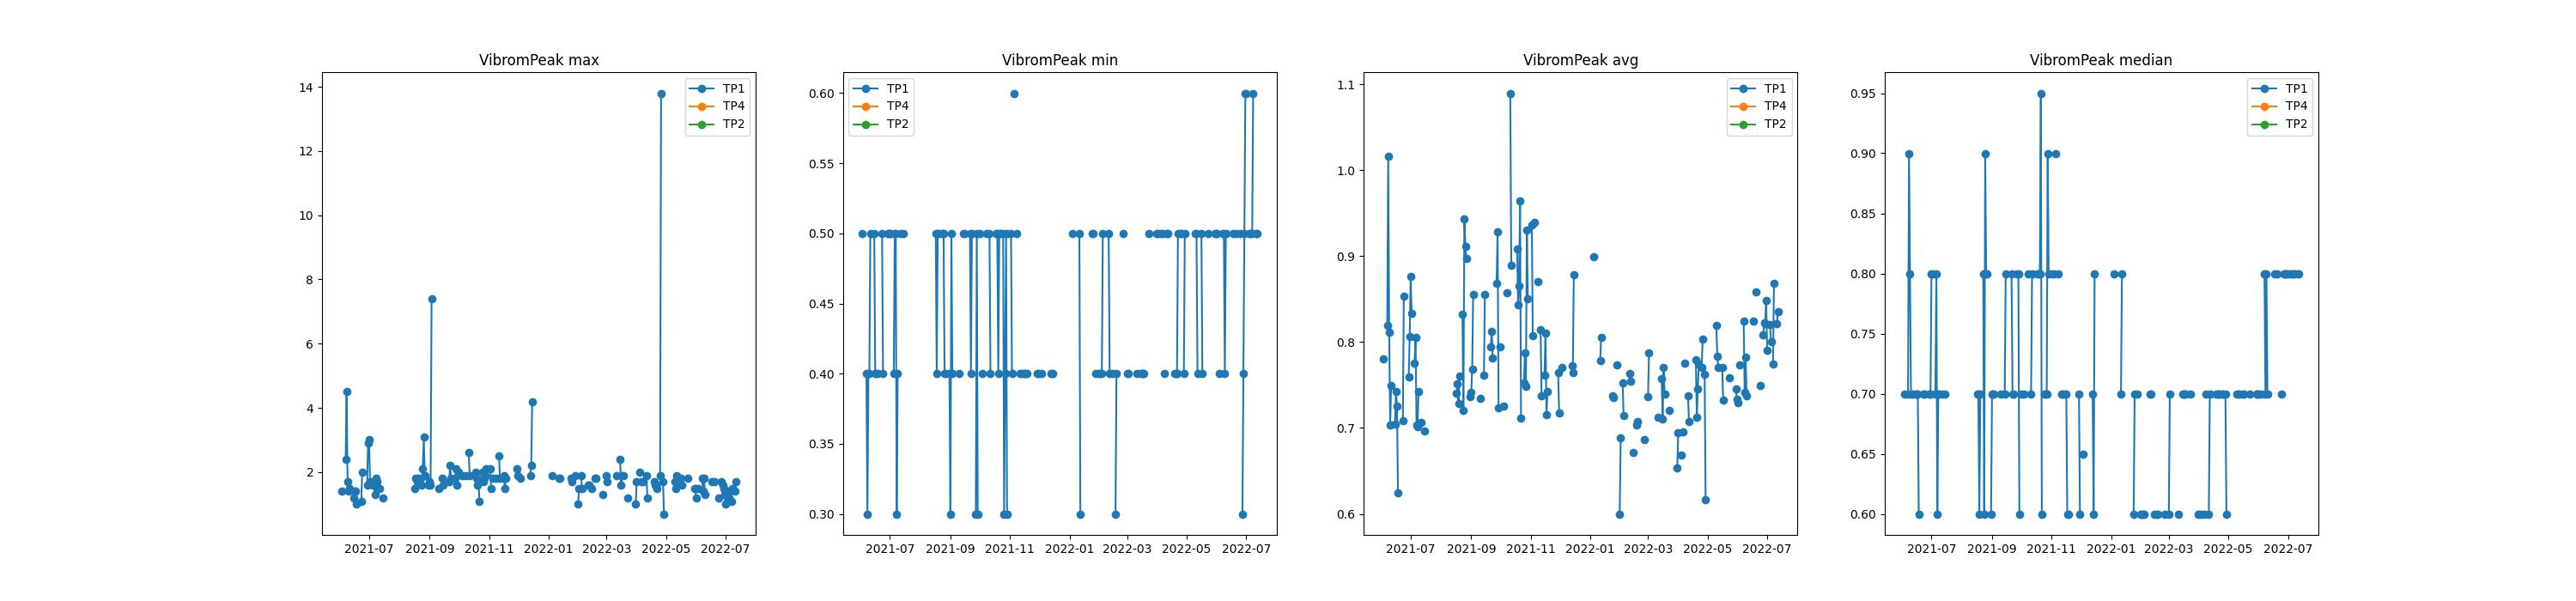 VibromPeak max
14
12
10
8
6
4
2
2021-07 2021-09 2021-11 2022-01 2022-03 2022-05 2022-07
TP1
TP4
TP2
VibromPeak min
0.60
0.55
0.50
0.45
0.40
0.35
0.30
2021-07 2021-09 2021-11 2022-01 2022-03 2022-05 2022-07
TP1
TP4
TP2
VibromPeak avg
1.1
1.0
0.9
0.8
0.7
0.6
2021-07 2021-09 2021-11 2022-01 2022-03 2022-05 2022-07
TP1
TP4
TP2
VibromPeak median
0.95
0.90
0.85
0.80
0.75
0.70
0.65
0.60
2021-07 2021-09 2021-11 2022-01 2022-03 2022-05 2022-07
TP1
TP4
TP2